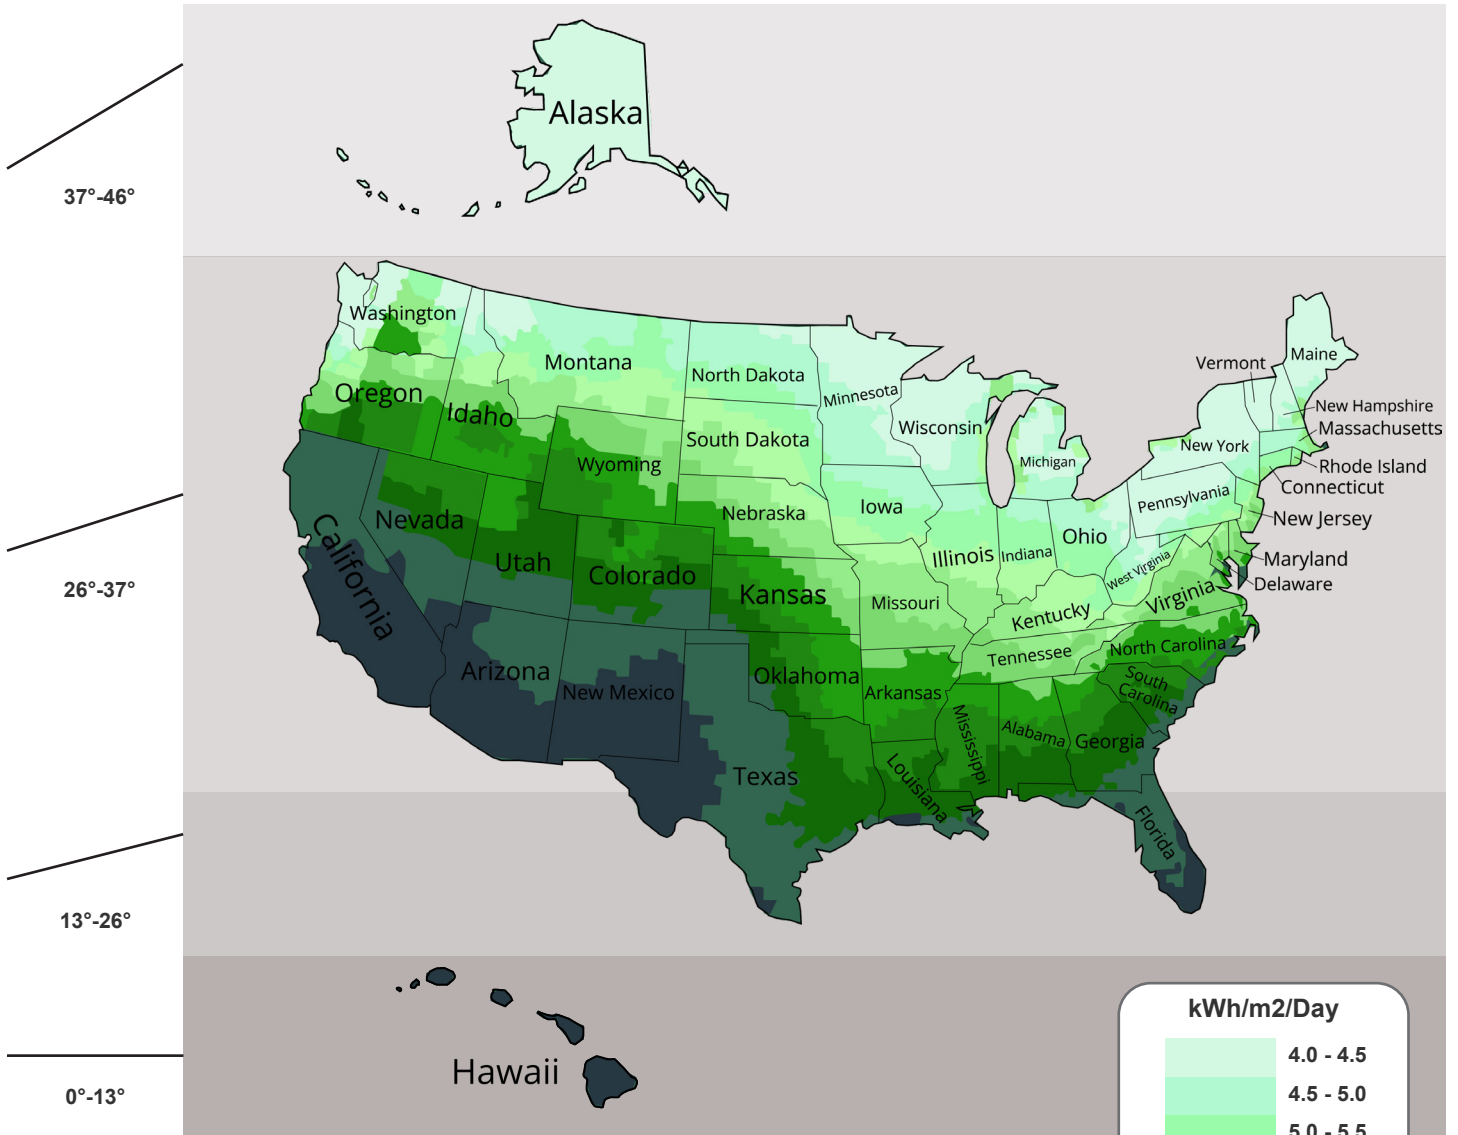 Alaska
37°-46°
Washington
Montana
North Dakota
Minnesota
Vermont
Maine
Oregon
Idaho
South Dakota
Wisconsin
Michigan
New York
New Hampshire
Massachusetts
Rhode Island
Connecticut
Wyoming
Nebraska
Iowa
Pennsylvania
New Jersey
Nevada
California
Utah
Colorado
Kansas
Illinois
Indiana
Ohio
West Virginia
Maryland
Delaware
26°-37°
Missouri
Kentucky
Virginia
Arizona
New Mexico
Oklahoma
Arkansas
Tennessee
North Carolina
South
Carolina
Texas
Louisiana
Mississippi
Alabama
Georgia
Florida
13°-26°
Hawaii
0°-13°
kWh/m2/Day
4.0 - 4.5
4.5 - 5.0
5.0 - 5.5